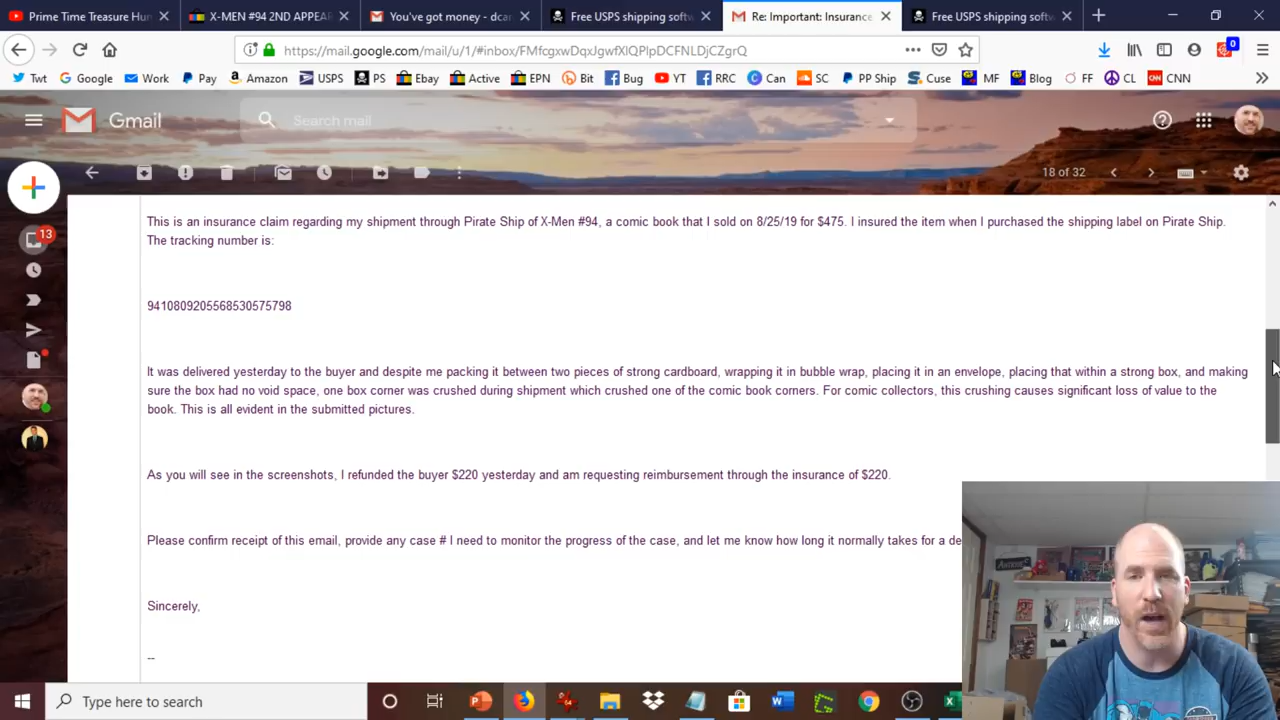 Prime Time Treasure Hun
X-MEN #94 2ND APPEAR
You've got money - dcar
Free USPS shipping softw
Re: Important: Insurance
Free USPS shipping softw
https://mail.google.com/mail/u/1/#inbox/FMfcgxwDqxJgwfXlQPlpDCFNLDjCZgrQ
0
Twt Google Work Pay Amazon USPS PS Ebay Active EPN Bit Bug YT RRC Can SC PP Ship Cuse MF Blog FF CL CNN
Gmail
Search mail
18 of 32
13
This is an insurance claim regarding my shipment through Pirate Ship of X-Men #94, a comic book that I sold on 8/25/19 for $475. I insured the item when I purchased the shipping label on Pirate Ship.
The tracking number is:
9410809205568530575798
It was delivered yesterday to the buyer and despite me packing it between two pieces of strong cardboard, wrapping it in bubble wrap, placing it in an envelope, placing that within a strong box, and making
sure the box had no void space, one box corner was crushed during shipment which crushed one of the comic book corners. For comic collectors, this crushing causes significant loss of value to the
book. This is all evident in the submitted pictures.
As you will see in the screenshots, I refunded the buyer $220 yesterday and am requesting reimbursement through the insurance of $220.
Please confirm receipt of this email, provide any case # I need to monitor the progress of the case, and let me know how long it normally takes for a de
Sincerely,
--
Type here to search